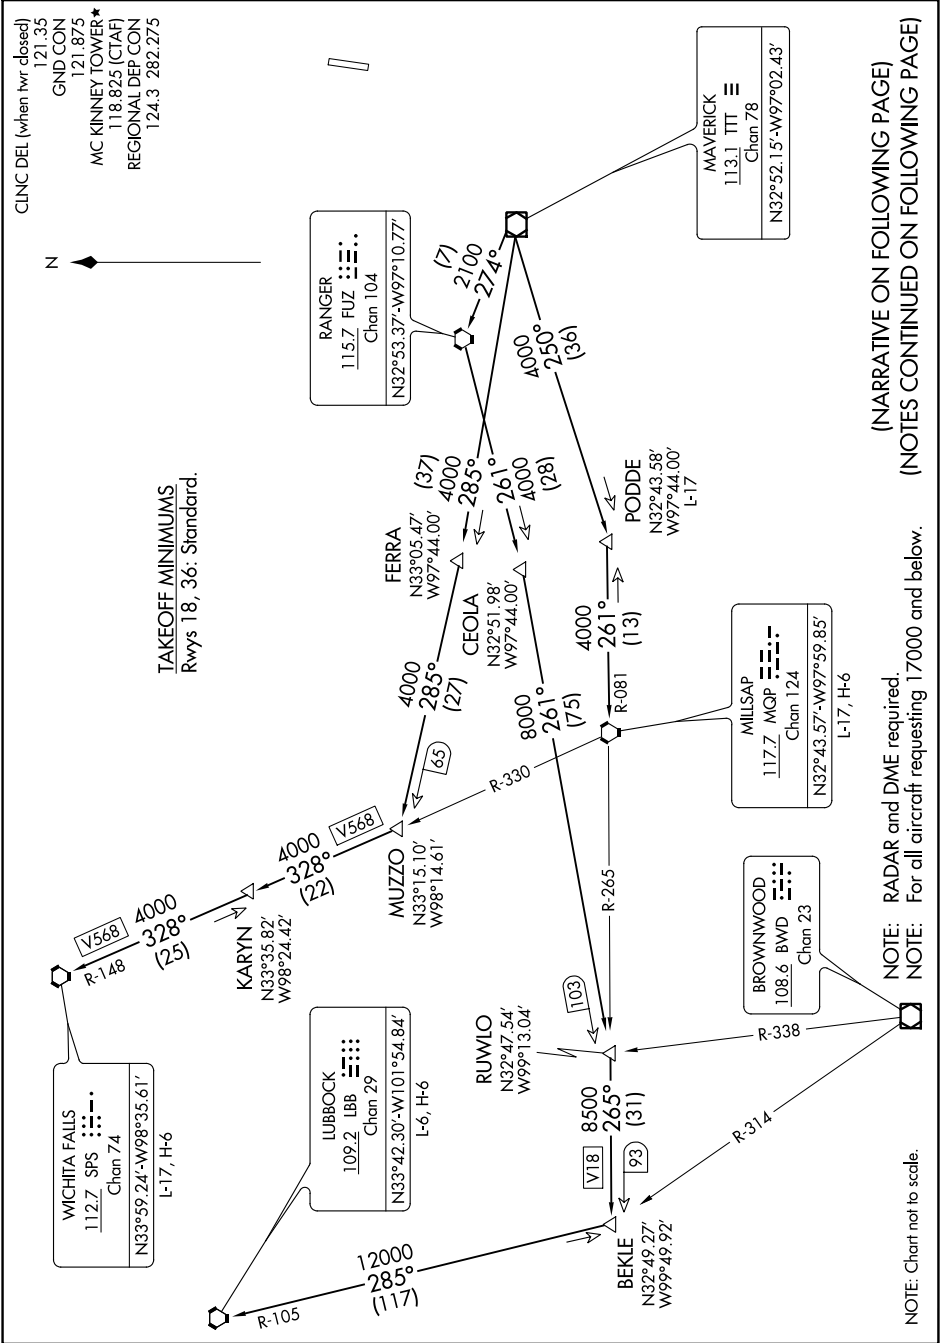 CLNC DEL (when twr closed)
121.35
GND CON
121.875
MC KINNEY TOWER★
118.825 (CTAF)
REGIONAL DEP CON
124.3 282.275
N
TAKEOFF MINIMUMS
Rwys 18, 36: Standard.
WICHITA FALLS
112.7 SPS
Chan 74
N33°59.24'-W98°35.61'
L-17, H-6
V568
4000
328°
(25)
R-148
KARYN
N33°35.82'
W98°24.42'
4000
V568
328°
(22)
MUZZO
N33°15.10'
W98°14.61'
65
4000
285°
(27)
FERRA
N33°05.47'
W97°44.00'
(37)
4000
285°
RANGER
115.7 FUZ
Chan 104
N32°53.37'-W97°10.77'
(7)
2100
274°
CEOLA
N32°51.98'
W97°44.00'
261°
4000
(28)
8000
261°
(75)
MAVERICK
113.1 TTT
Chan 78
N32°52.15'-W97°02.43'
4000
250°
(36)
PODDE
N32°43.58'
W97°44.00'
L-17
4000
261°
(13)
R-081
R-330
R-265
MILLSAP
117.7 MQP
Chan 124
N32°43.57'-W97°59.85'
L-17, H-6
LUBBOCK
109.2 LBB
Chan 29
N33°42.30'-W101°54.84'
L-6, H-6
RUWLO
N32°47.54'
W99°13.04'
103
V18
8500
265°
(31)
93
BEKLE
N32°49.27'
W99°49.92'
12000
285°
(117)
R-105
BROWNWOOD
108.6 BWD
Chan 23
R-338
R-314
NOTE: RADAR and DME required.
NOTE: For all aircraft requesting 17000 and below.
(NARRATIVE ON FOLLOWING PAGE)
(NOTES CONTINUED ON FOLLOWING PAGE)
NOTE: Chart not to scale.